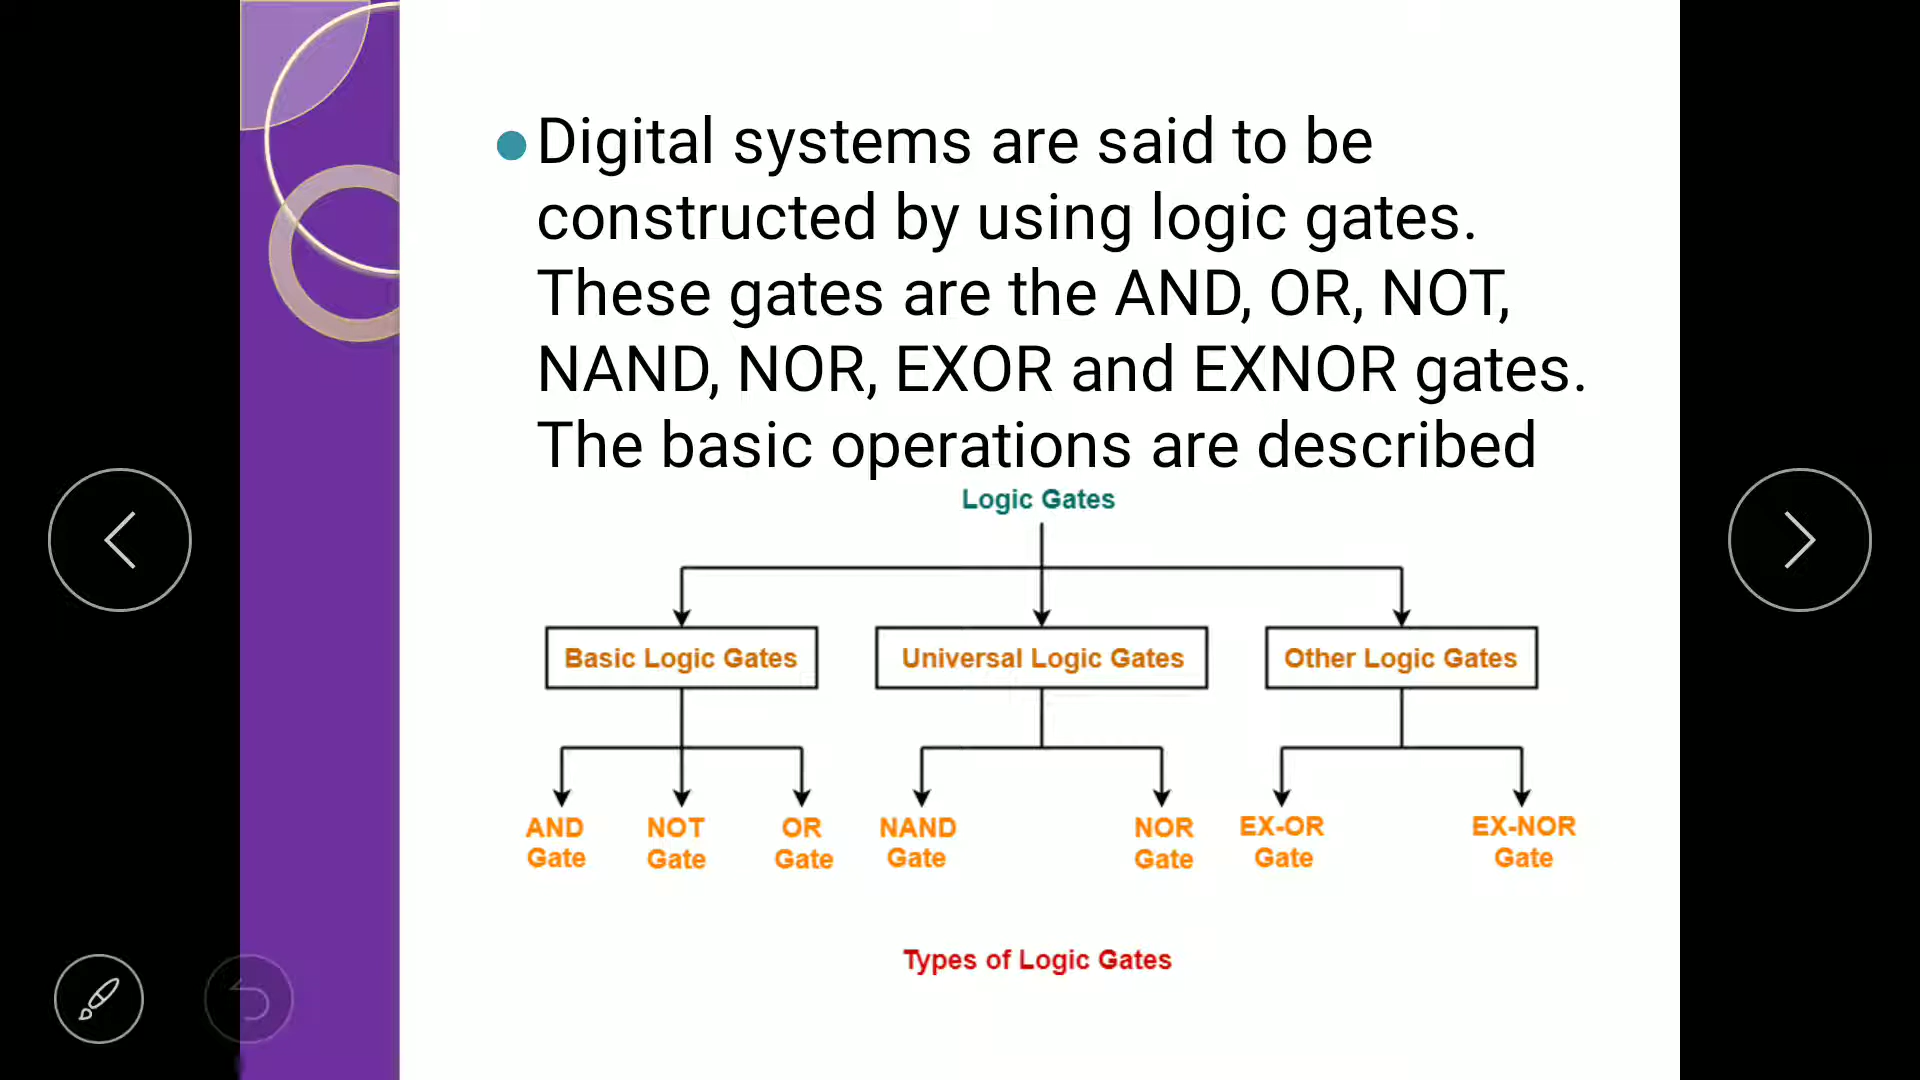 Digital systems are said to be
constructed by using logic gates.
These gates are the AND, OR, NOT,
NAND, NOR, EXOR and EXNOR gates.
The basic operations are described
Logic Gates
Basic Logic Gates
Universal Logic Gates
Other Logic Gates
AND
Gate
NOT
Gate
OR
Gate
NAND
Gate
NOR
Gate
EX-OR
Gate
EX-NOR
Gate
Types of Logic Gates